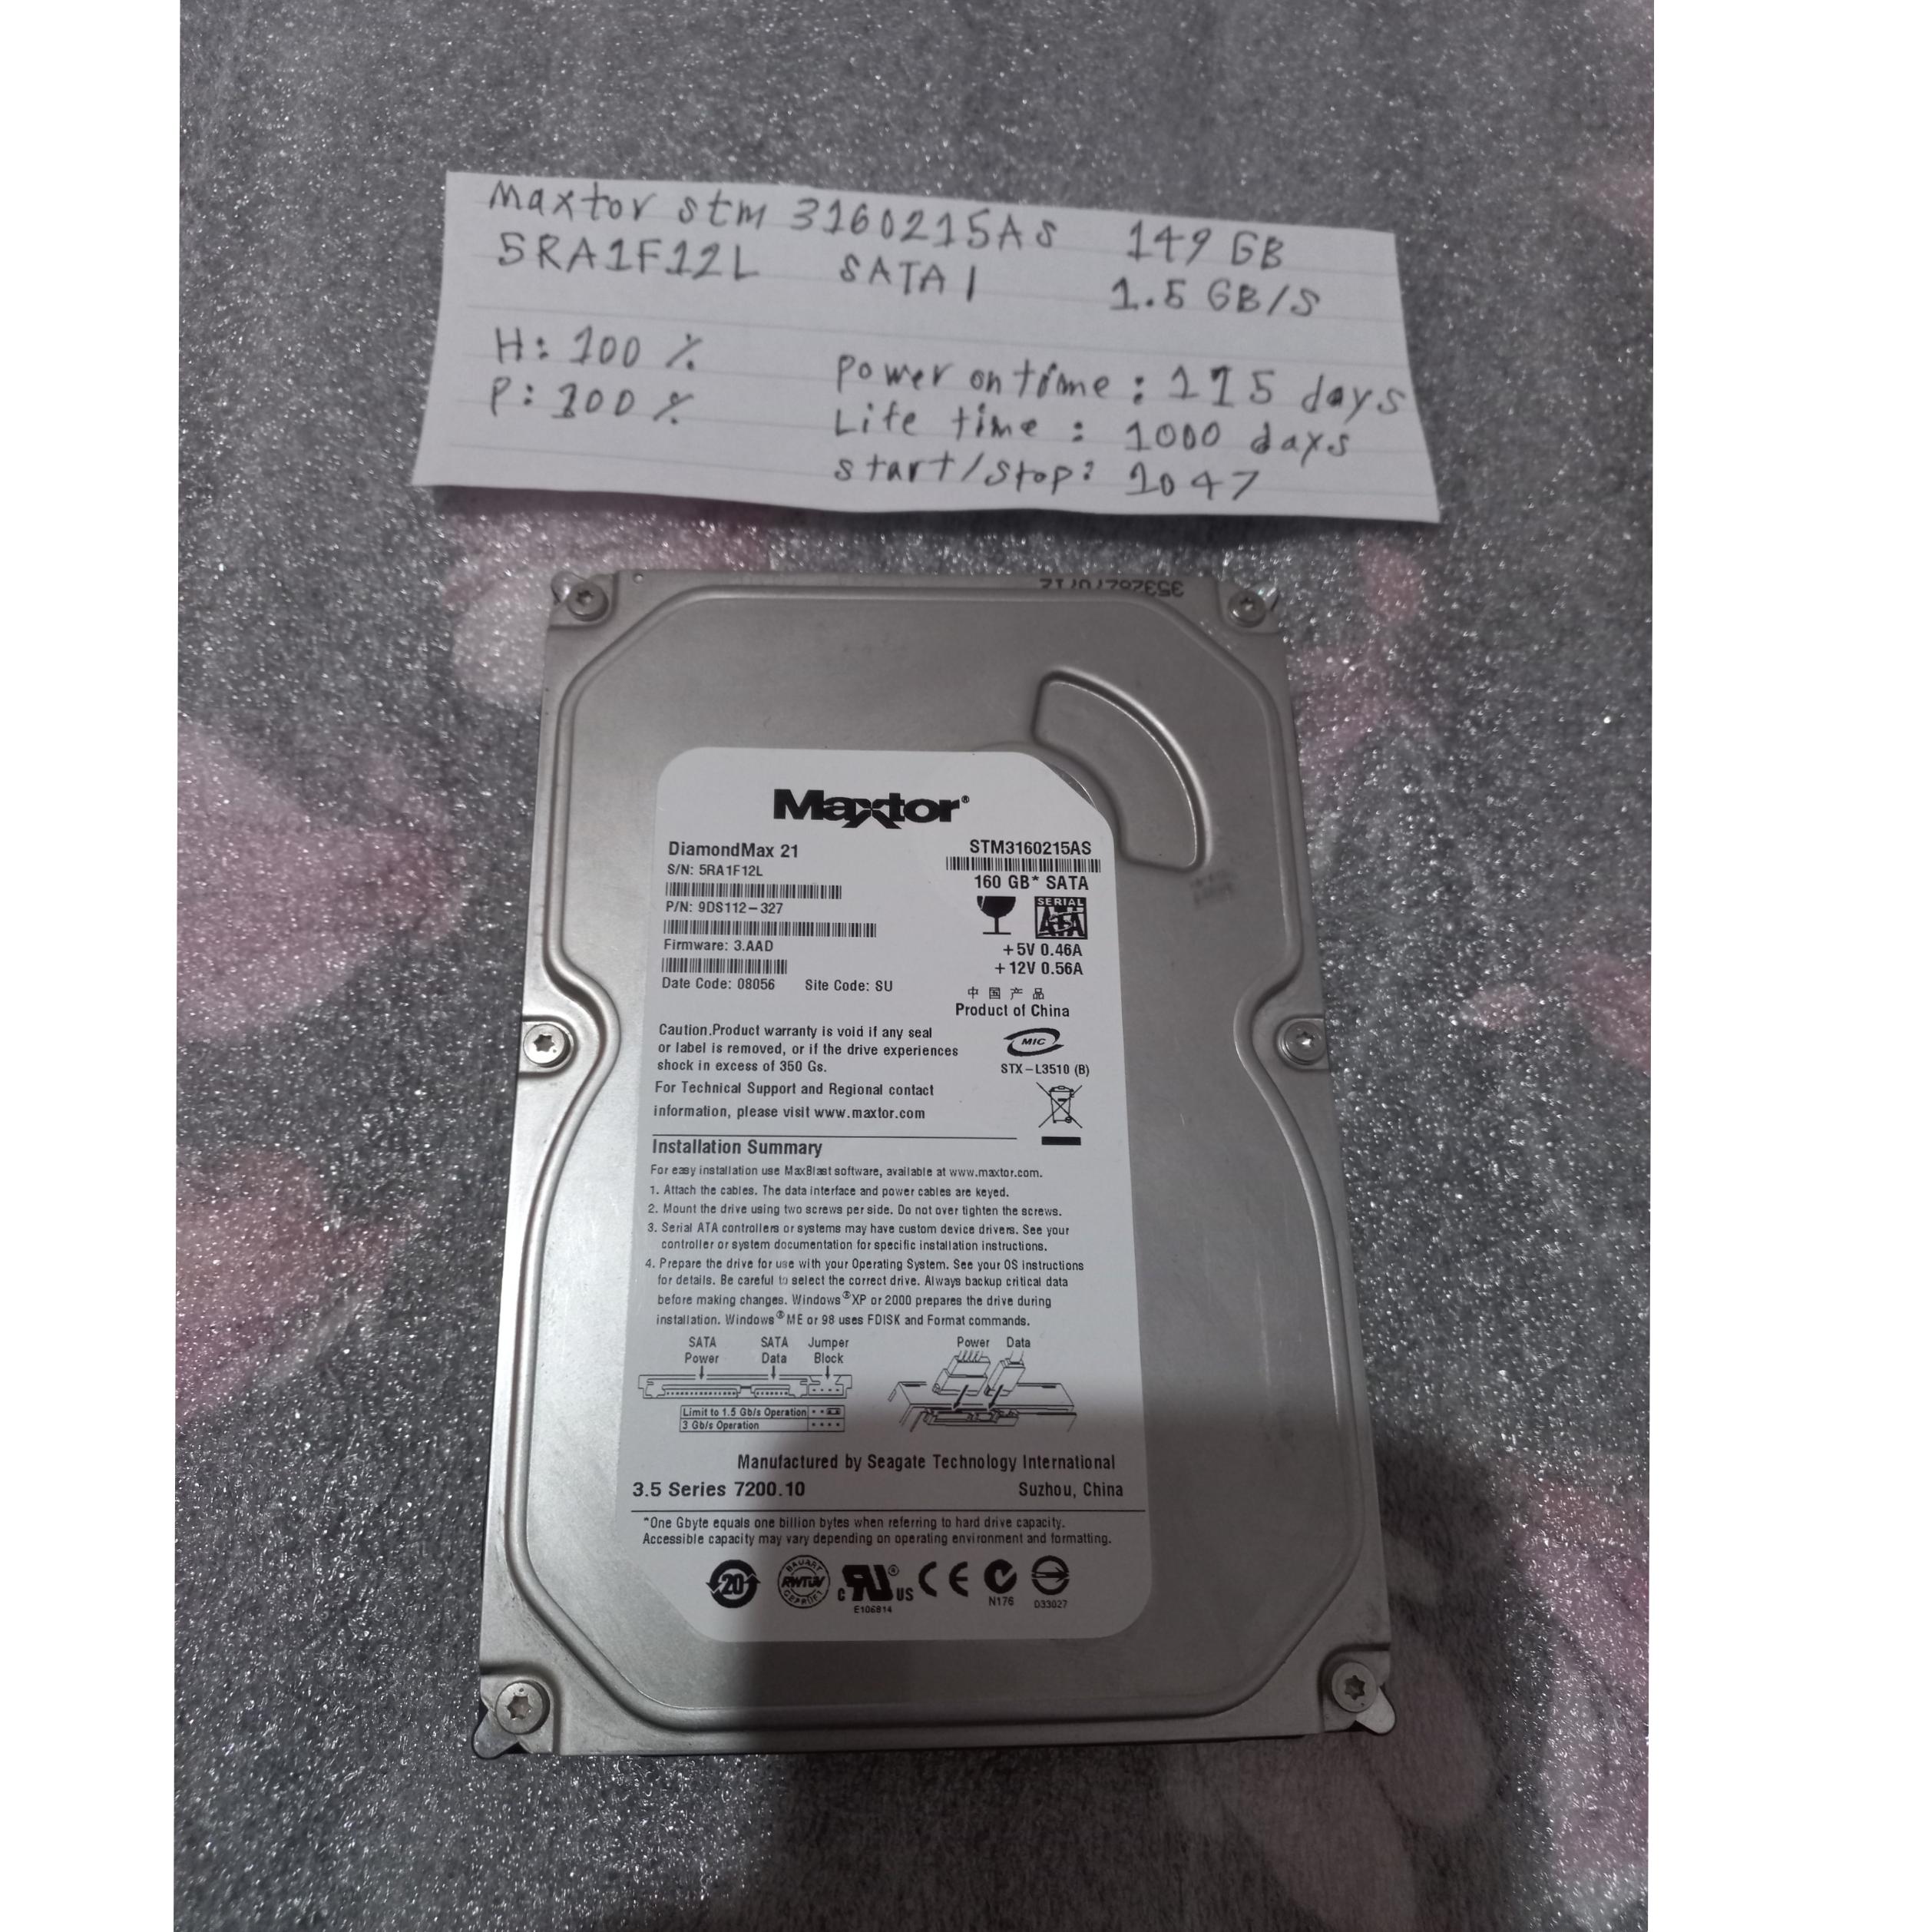 Maxtor stm 3160215AS 149 GB
5RA1F12L SATA1 1.5 GB/S
H: 100 % Power on time : 115 days
P: 100 % Life time : 1000 days
start/stop: 1047
Maxtor®
DiamondMax 21 STM3160215AS
S/N: 5RA1F12L
160 GB* SATA
P/N: 9DS112-327
SERIAL
ATA
Firmware: 3.AAD
+5V 0.46A
+12V 0.56A
Date Code: 08056 Site Code: SU
中国产品
Product of China
Caution.Product warranty is void if any seal
or label is removed, or if the drive experiences
shock in excess of 350 Gs.
MIC
STX-L3510 (B)
For Technical Support and Regional contact
information, please visit www.maxtor.com
Installation Summary
For easy installation use MaxBlast software, available at www.maxtor.com.
1. Attach the cables. The data interface and power cables are keyed.
2. Mount the drive using two screws per side. Do not over tighten the screws.
3. Serial ATA controllers or systems may have custom device drivers. See your
controller or system documentation for specific installation instructions.
4. Prepare the drive for use with your Operating System. See your OS instructions
for details. Be careful to select the correct drive. Always backup critical data
before making changes. Windows®XP or 2000 prepares the drive during
installation. Windows®ME or 98 uses FDISK and Format commands.
SATA Power
SATA Data
Jumper Block
Power Data
Limit to 1.5 Gb/s Operation
3 Gb/s Operation
Manufactured by Seagate Technology International
3.5 Series 7200.10 Suzhou, China
*One Gbyte equals one billion bytes when referring to hard drive capacity.
Accessible capacity may vary depending on operating environment and formatting.
20
BAUART
RWTÜV
GEPRÜFT
c RU® US
CE
E106814
N176
D33027